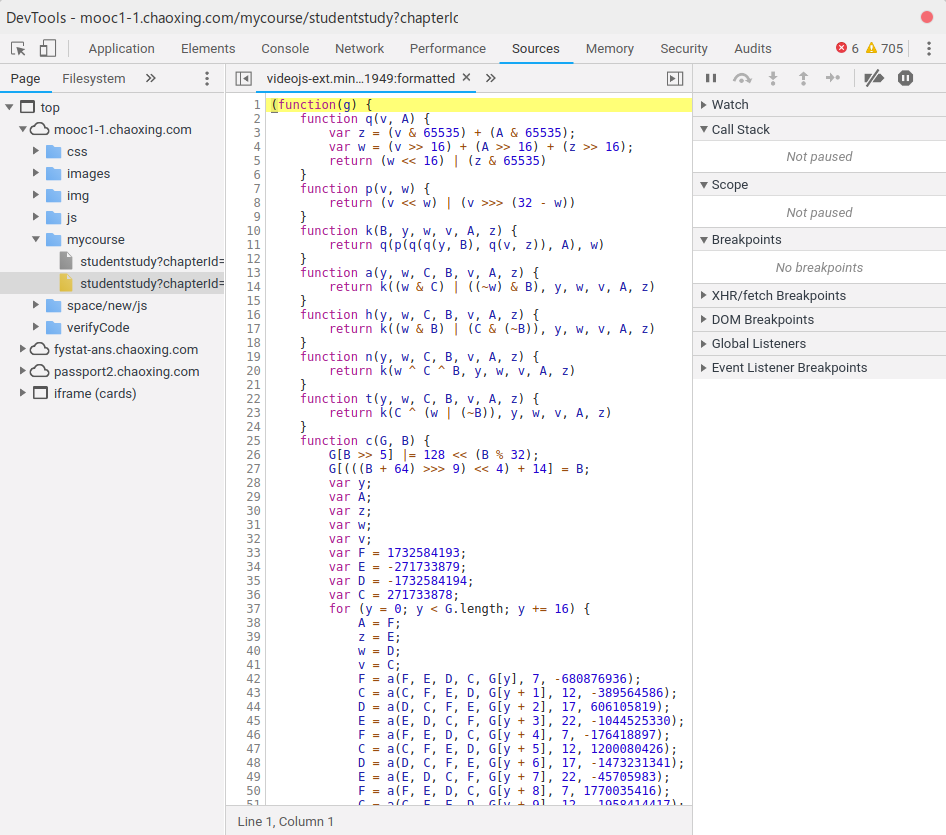 DevTools - mooc1-1.chaoxing.com/mycourse/studentstudy?chapterId
Application Elements Console Network Performance Sources Memory Security Audits 6 705
Page Filesystem »
videojs-ext.min…1949:formatted × »
top
mooc1-1.chaoxing.com
css
images
img
js
mycourse
studentstudy?chapterId=
studentstudy?chapterId=
space/new/js
verifyCode
fystat-ans.chaoxing.com
passport2.chaoxing.com
iframe (cards)
1 (function(g) {
2 function q(v, A) {
3 var z = (v & 65535) + (A & 65535);
4 var w = (v >> 16) + (A >> 16) + (z >> 16);
5 return (w << 16) | (z & 65535)
6 }
7 function p(v, w) {
8 return (v << w) | (v >>> (32 - w))
9 }
10 function k(B, y, w, v, A, z) {
11 return q(p(q(q(y, B), q(v, z)), A), w)
12 }
13 function a(y, w, C, B, v, A, z) {
14 return k((w & C) | ((~w) & B), y, w, v, A, z)
15 }
16 function h(y, w, C, B, v, A, z) {
17 return k((w & B) | (C & (~B)), y, w, v, A, z)
18 }
19 function n(y, w, C, B, v, A, z) {
20 return k(w ^ C ^ B, y, w, v, A, z)
21 }
22 function t(y, w, C, B, v, A, z) {
23 return k(C ^ (w | (~B)), y, w, v, A, z)
24 }
25 function c(G, B) {
26 G[B >> 5] |= 128 << (B % 32);
27 G[(((B + 64) >>> 9) << 4) + 14] = B;
28 var y;
29 var A;
30 var z;
31 var w;
32 var v;
33 var F = 1732584193;
34 var E = -271733879;
35 var D = -1732584194;
36 var C = 271733878;
37 for (y = 0; y < G.length; y += 16) {
38 A = F;
39 z = E;
40 w = D;
41 v = C;
42 F = a(F, E, D, C, G[y], 7, -680876936);
43 C = a(C, F, E, D, G[y + 1], 12, -389564586);
44 D = a(D, C, F, E, G[y + 2], 17, 606105819);
45 E = a(E, D, C, F, G[y + 3], 22, -1044525330);
46 F = a(F, E, D, C, G[y + 4], 7, -176418897);
47 C = a(C, F, E, D, G[y + 5], 12, 1200080426);
48 D = a(D, C, F, E, G[y + 6], 17, -1473231341);
49 E = a(E, D, C, F, G[y + 7], 22, -45705983);
50 F = a(F, E, D, C, G[y + 8], 7, 1770035416);
51 C = a(C, F, E, D, G[y + 9], 12, -1958414417);
Line 1, Column 1
Watch
Call Stack
Not paused
Scope
Not paused
Breakpoints
No breakpoints
XHR/fetch Breakpoints
DOM Breakpoints
Global Listeners
Event Listener Breakpoints